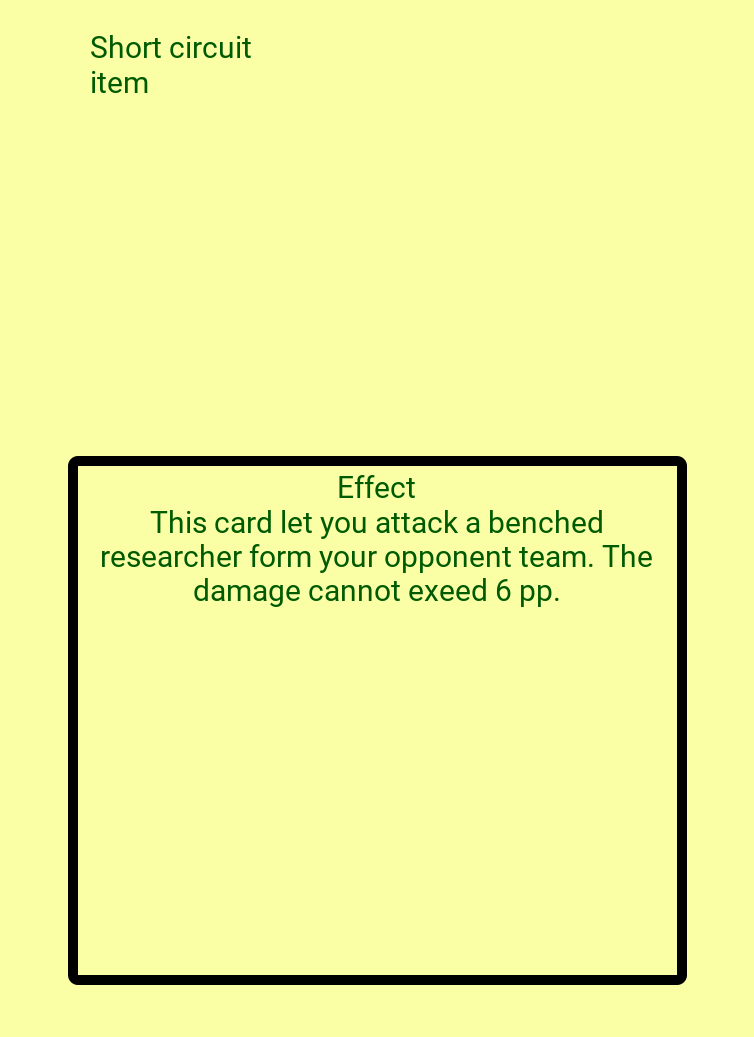 Short circuit
item
Effect
This card let you attack a benched
researcher form your opponent team. The
damage cannot exeed 6 pp.